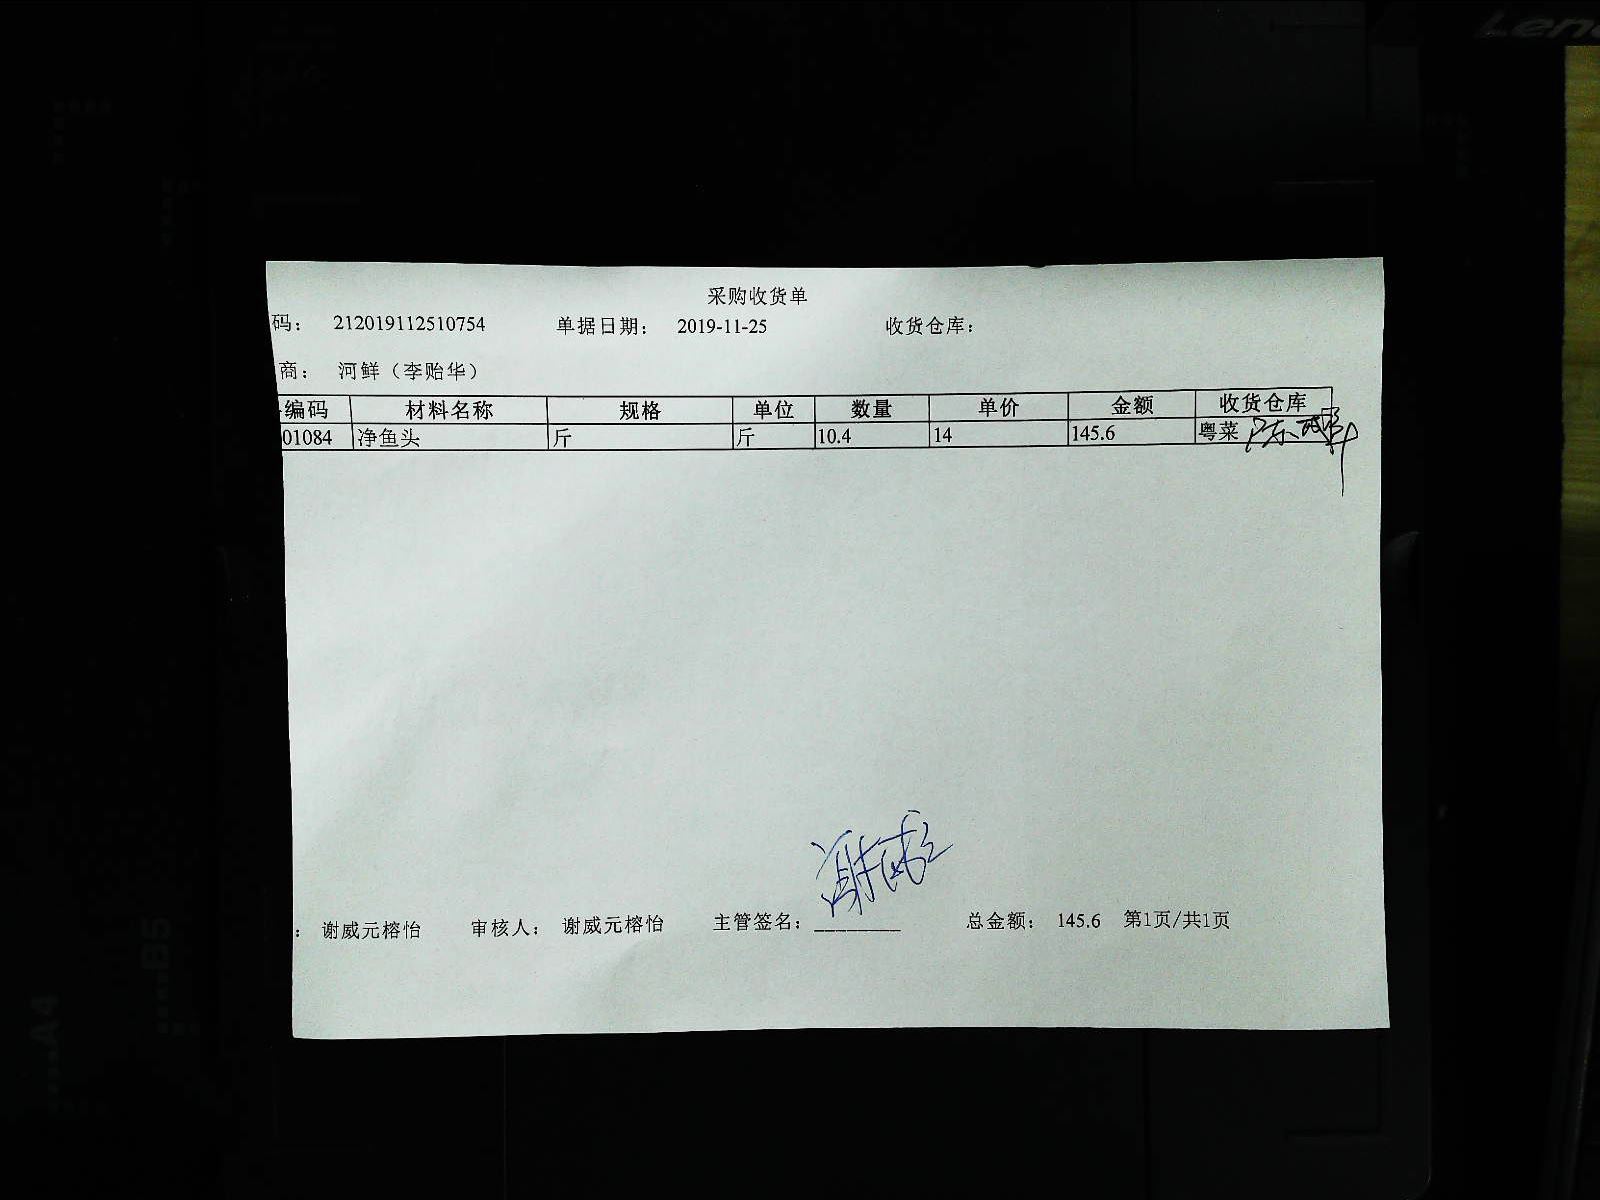 采购收货单
码： 212019112510754 单据日期： 2019-11-25 收货仓库：
商： 河鲜（李贻华）
编码 材料名称 规格 单位 数量 单价 金额 收货仓库
01084 净鱼头 斤 斤 10.4 14 145.6 粤菜
： 谢威元榕怡 审核人： 谢威元榕怡 主管签名： 总金额： 145.6 第1页/共1页
A4
B5